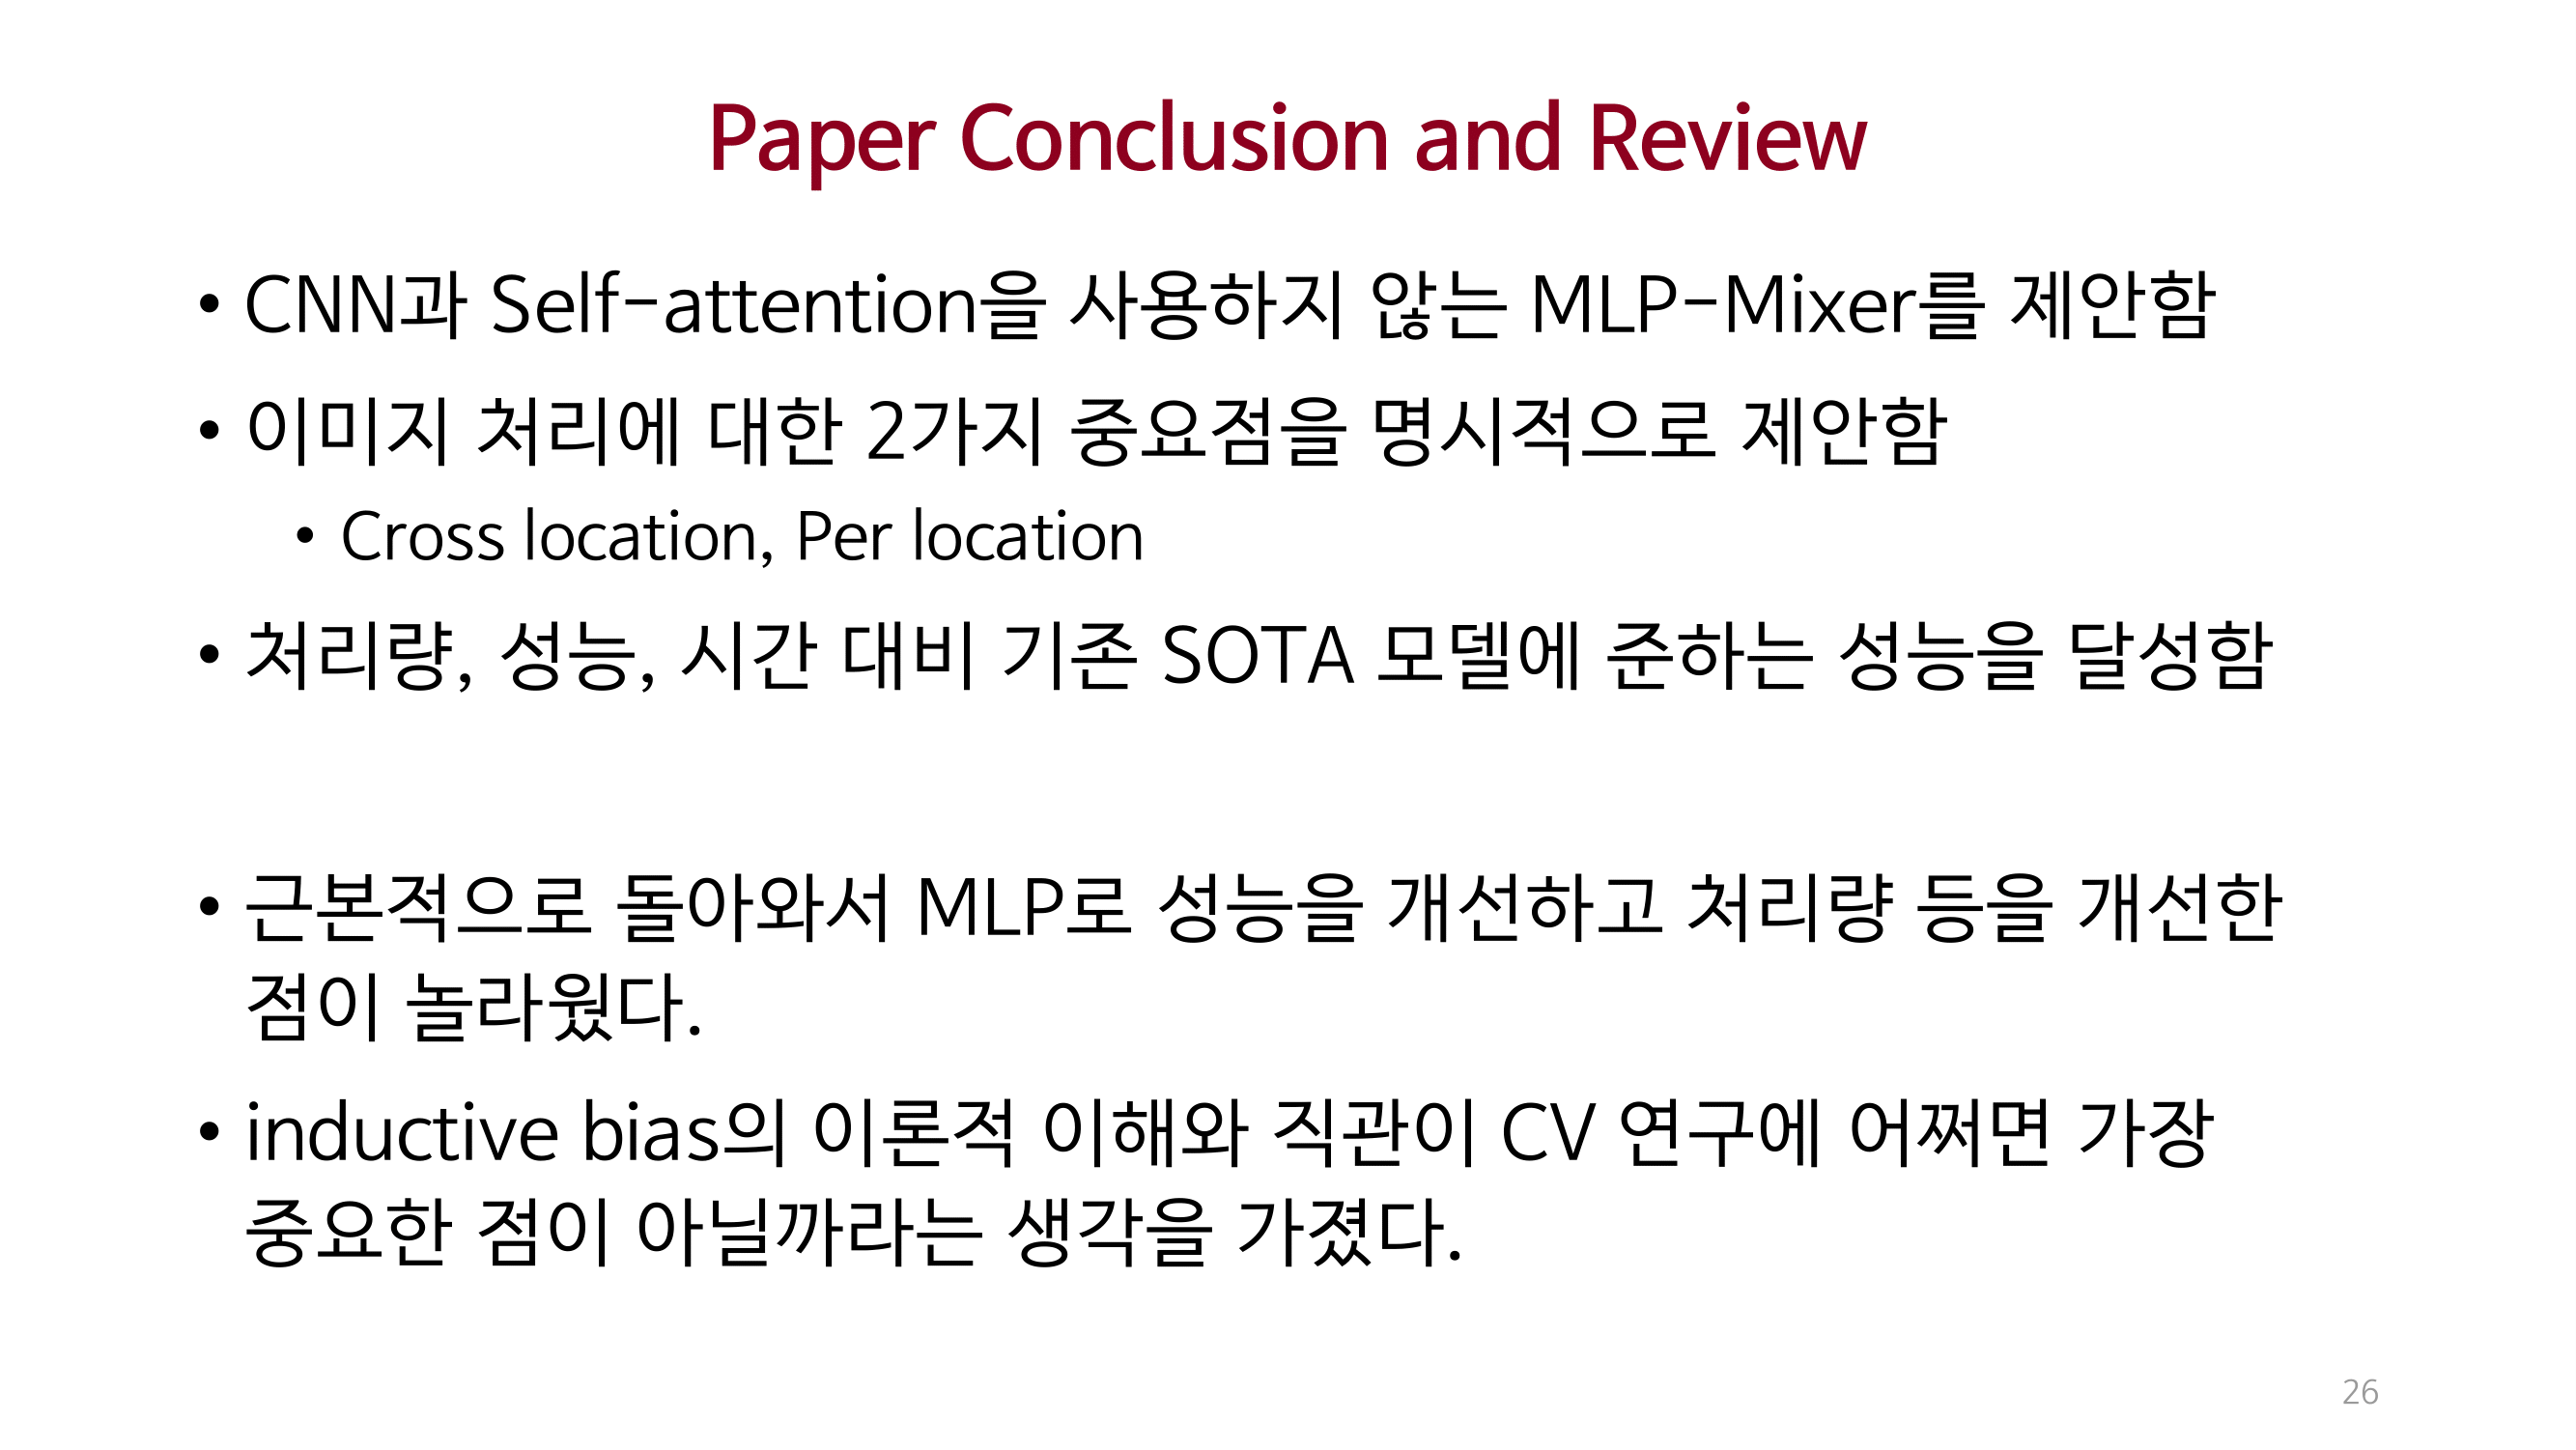 Paper Conclusion and Review
• CNN과 Self-attention을 사용하지 않는 MLP-Mixer를 제안함
• 이미지 처리에 대한 2가지 중요점을 명시적으로 제안함
• Cross location, Per location
• 처리량, 성능, 시간 대비 기존 SOTA 모델에 준하는 성능을 달성함
• 근본적으로 돌아와서 MLP로 성능을 개선하고 처리량 등을 개선한
점이 놀라웠다.
• inductive bias의 이론적 이해와 직관이 CV 연구에 어쩌면 가장
중요한 점이 아닐까라는 생각을 가졌다.
26